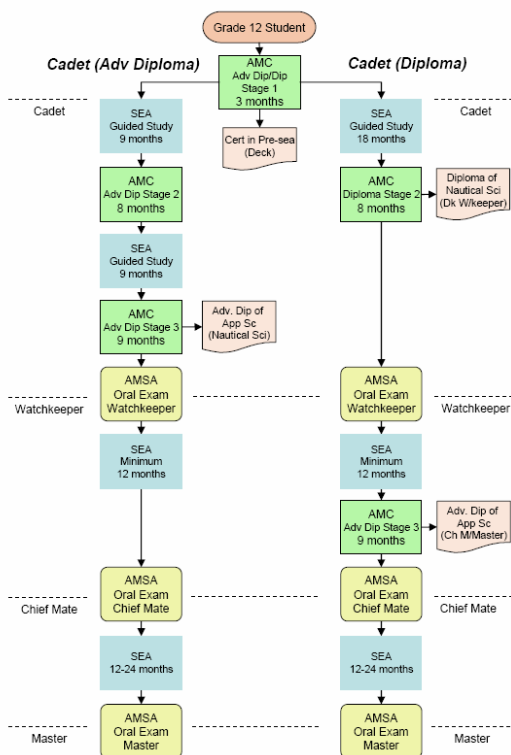 Grade 12 Student
Cadet (Adv Diploma)
AMC
Adv Dip/Dip
Stage 1
3 months
Cadet (Diploma)
Cadet
SEA
Guided Study
9 months
Cert in Pre-sea
(Deck)
SEA
Guided Study
18 months
Cadet
AMC
Adv Dip Stage 2
8 months
AMC
Diploma Stage 2
8 months
Diploma of
Nautical Sci
(Dk W/keeper)
SEA
Guided Study
9 months
AMC
Adv Dip Stage 3
9 months
Adv. Dip of
App Sc
(Nautical Sci)
AMSA
Oral Exam
Watchkeeper
AMSA
Oral Exam
Watchkeeper
Watchkeeper
Watchkeeper
SEA
Minimum
12 months
SEA
Minimum
12 months
AMC
Adv Dip Stage 3
9 months
Adv. Dip of
App Sc
(Ch M/Master)
AMSA
Oral Exam
Chief Mate
AMSA
Oral Exam
Chief Mate
Chief Mate
Chief Mate
SEA
12-24 months
SEA
12-24 months
AMSA
Oral Exam
Master
AMSA
Oral Exam
Master
Master
Master